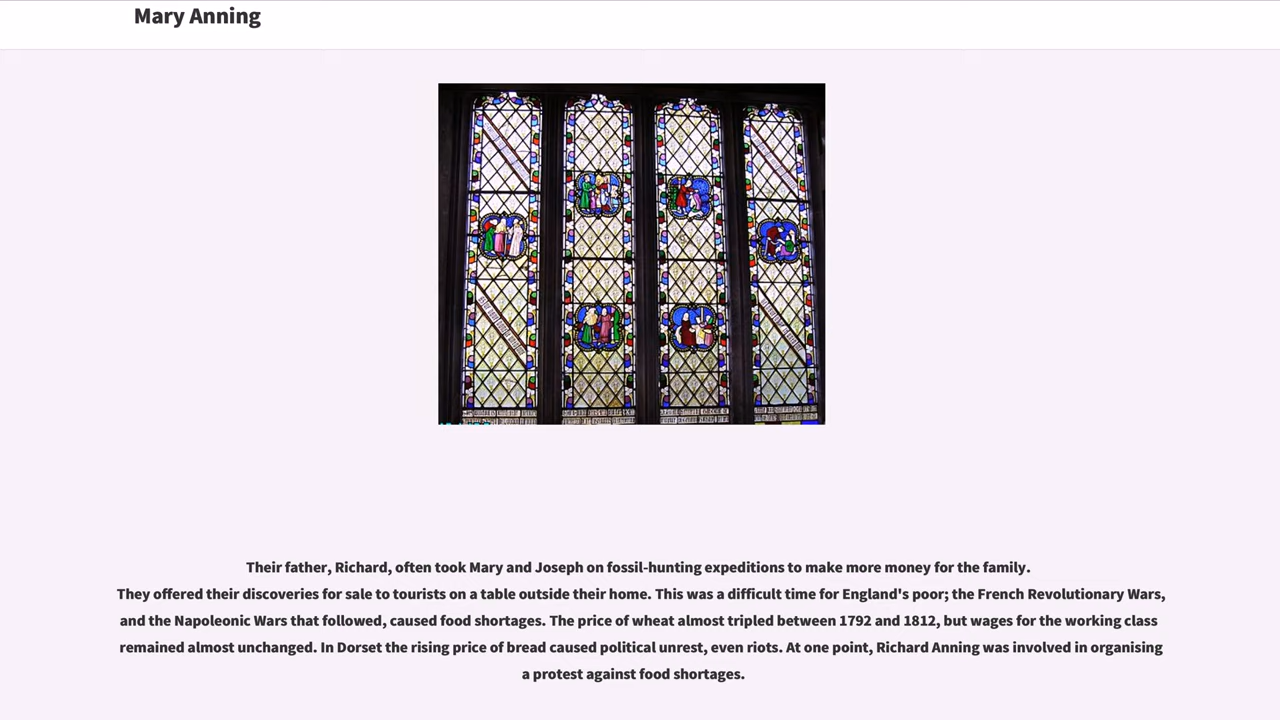 Mary Anning
Their father, Richard, often took Mary and Joseph on fossil-hunting expeditions to make more money for the family.
They offered their discoveries for sale to tourists on a table outside their home. This was a difficult time for England's poor; the French Revolutionary Wars,
and the Napoleonic Wars that followed, caused food shortages. The price of wheat almost tripled between 1792 and 1812, but wages for the working class
remained almost unchanged. In Dorset the rising price of bread caused political unrest, even riots. At one point, Richard Anning was involved in organising
a protest against food shortages.